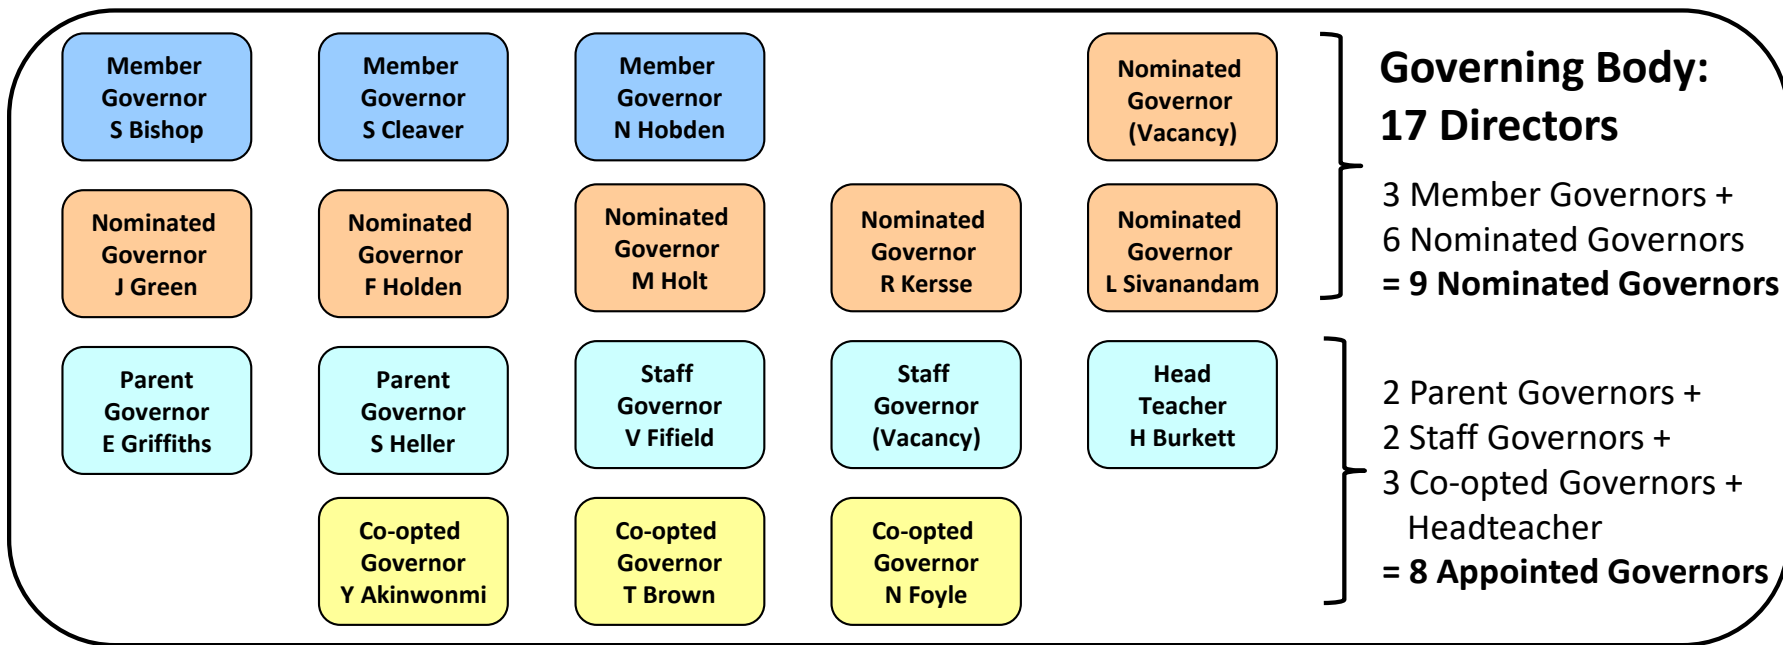 Member
Governor
S Bishop
Member
Governor
S Cleaver
Member
Governor
N Hobden
Nominated
Governor
(Vacancy)
Nominated
Governor
J Green
Nominated
Governor
F Holden
Nominated
Governor
M Holt
Nominated
Governor
R Kersse
Nominated
Governor
L Sivanandam
Parent
Governor
E Griffiths
Parent
Governor
S Heller
Staff
Governor
V Fifield
Staff
Governor
(Vacancy)
Head
Teacher
H Burkett
Co-opted
Governor
Y Akinwonmi
Co-opted
Governor
T Brown
Co-opted
Governor
N Foyle
Governing Body:
17 Directors
3 Member Governors +
6 Nominated Governors
= 9 Nominated Governors
2 Parent Governors +
2 Staff Governors +
3 Co-opted Governors +
Headteacher
= 8 Appointed Governors